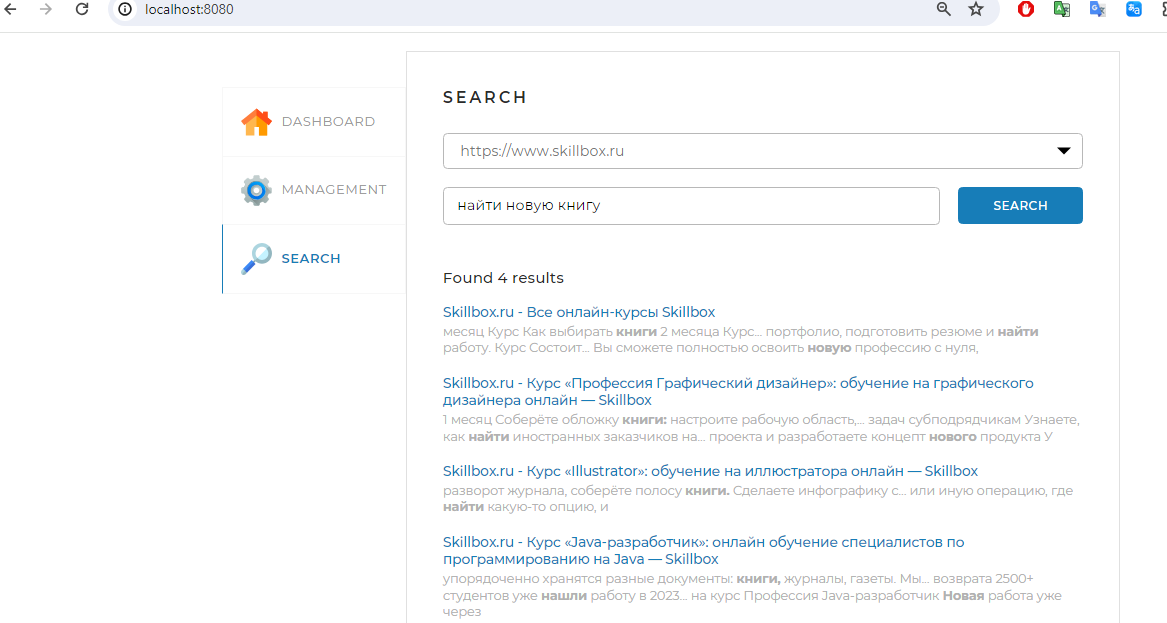 localhost:8080
SEARCH
DASHBOARD
https://www.skillbox.ru
MANAGEMENT
найти новую книгу
SEARCH
SEARCH
Found 4 results
Skillbox.ru - Все онлайн-курсы Skillbox
месяц Курс Как выбирать книги 2 месяца Курс... портфолио, подготовить резюме и найти
работу. Курс Состоит... Вы сможете полностью освоить новую профессию с нуля,
Skillbox.ru - Курс «Профессия Графический дизайнер»: обучение на графического
дизайнера онлайн — Skillbox
1 месяц Соберёте обложку книги: настроите рабочую область,... задач субподрядчикам Узнаете,
как найти иностранных заказчиков на... проекта и разработаете концепт нового продукта У
Skillbox.ru - Курс «Illustrator»: обучение на иллюстратора онлайн — Skillbox
разворот журнала, соберёте полосу книги. Сделаете инфографику с... или иную операцию, где
найти какую-то опцию, и
Skillbox.ru - Курс «Java-разработчик»: онлайн обучение специалистов по
программированию на Java — Skillbox
упорядоченно хранятся разные документы: книги, журналы, газеты. Мы... возврата 2500+
студентов уже нашли работу в 2023... на курс Профессия Java-разработчик Новая работа уже
через